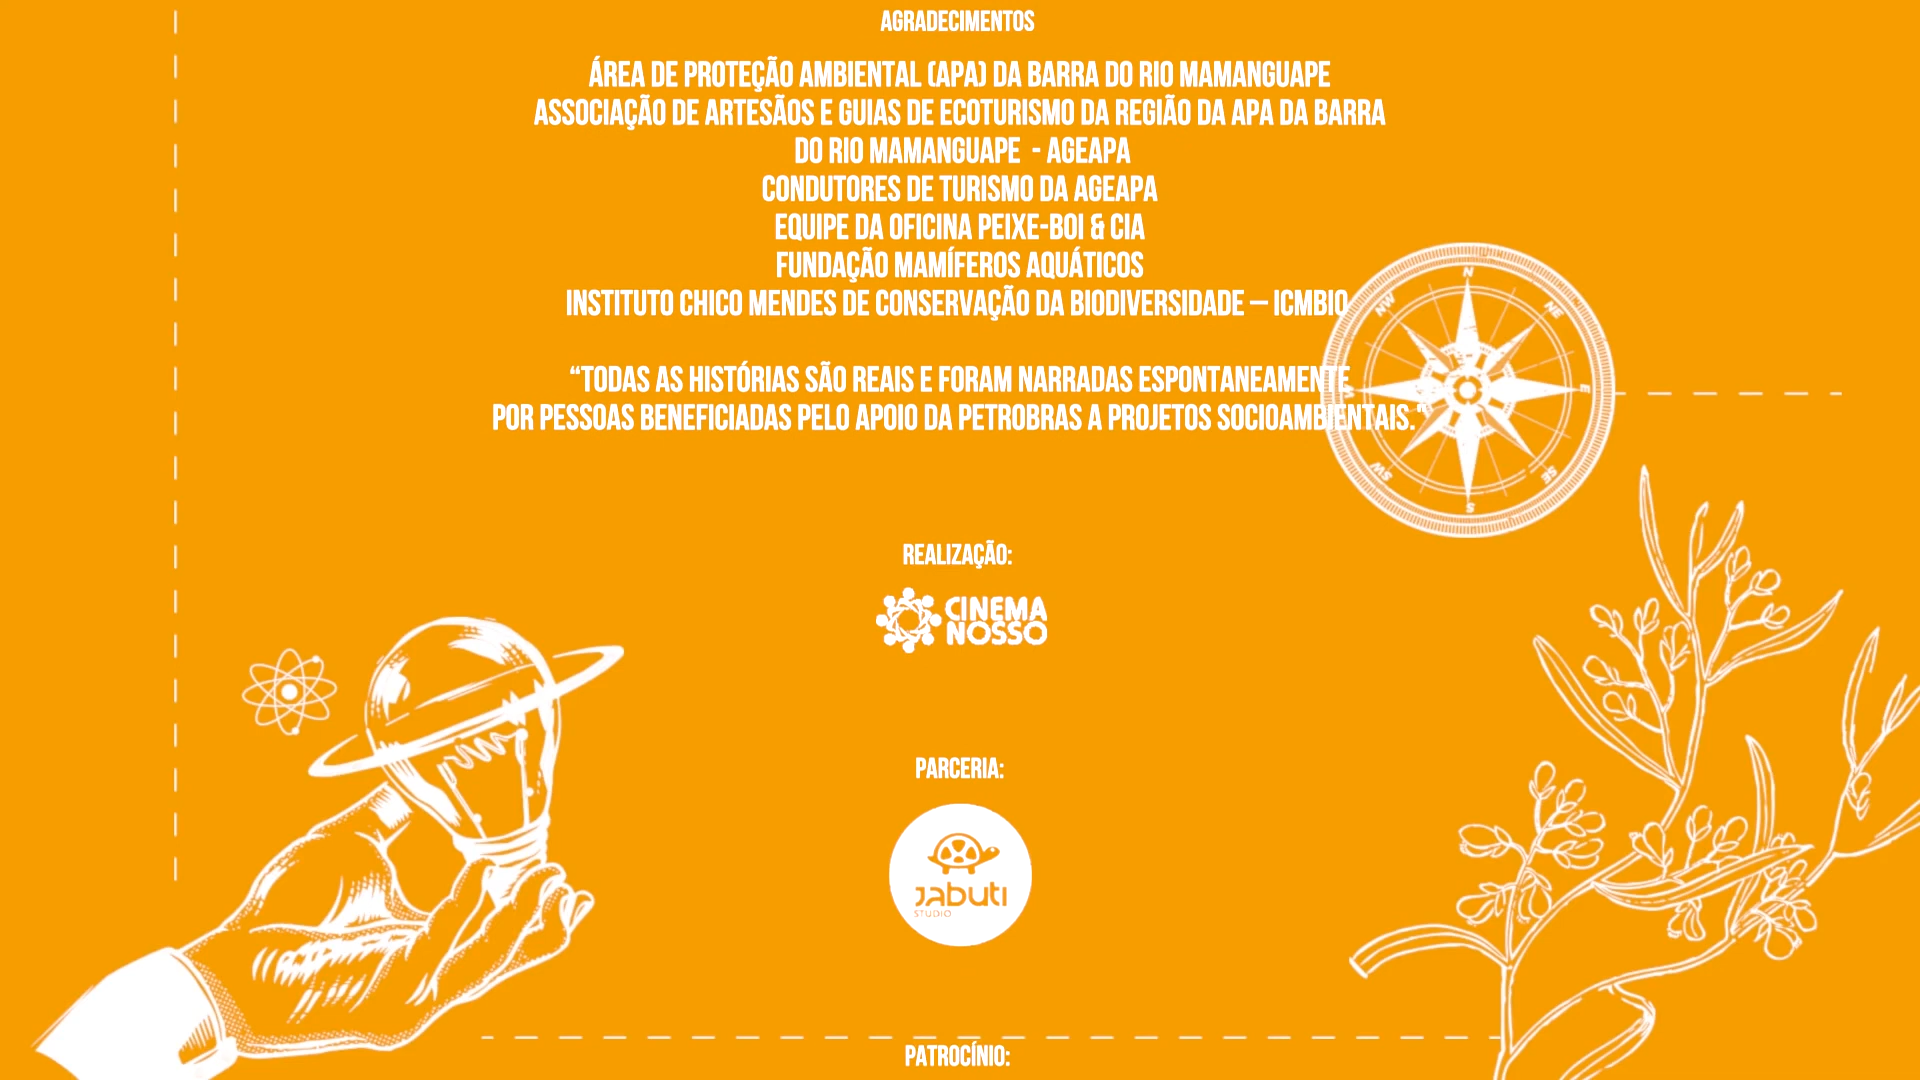 AGRADECIMENTOS
ÁREA DE PROTEÇÃO AMBIENTAL (APA) DA BARRA DO RIO MAMANGUAPE
ASSOCIAÇÃO DE ARTESÃOS E GUIAS DE ECOTURISMO DA REGIÃO DA APA DA BARRA
DO RIO MAMANGUAPE - AGEAPA
CONDUTORES DE TURISMO DA AGEAPA
EQUIPE DA OFICINA PEIXE-BOI & CIA
FUNDAÇÃO MAMÍFEROS AQUÁTICOS
INSTITUTO CHICO MENDES DE CONSERVAÇÃO DA BIODIVERSIDADE – ICMBIO
“TODAS AS HISTÓRIAS SÃO REAIS E FORAM NARRADAS ESPONTANEAMENTE
POR PESSOAS BENEFICIADAS PELO APOIO DA PETROBRAS A PROJETOS SOCIOAMBIENTAIS.”
N
NE
E
SE
S
SW
W
NW
REALIZAÇÃO:
CINEMA
NOSSO
PARCERIA:
JABUTI
STUDIO
PATROCÍNIO: